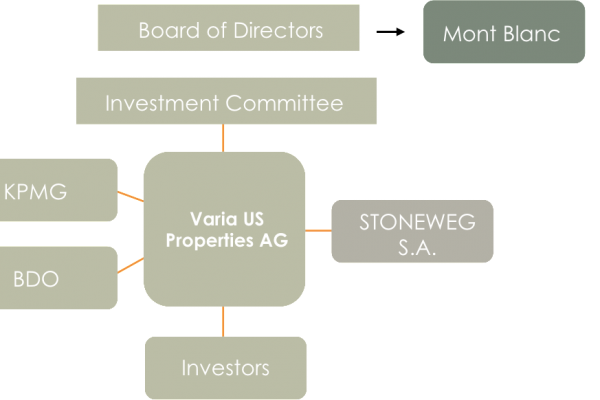 Board of Directors
Mont Blanc
Investment Committee
KPMG
Varia US
Properties AG
STONEWEG
S.A.
BDO
Investors